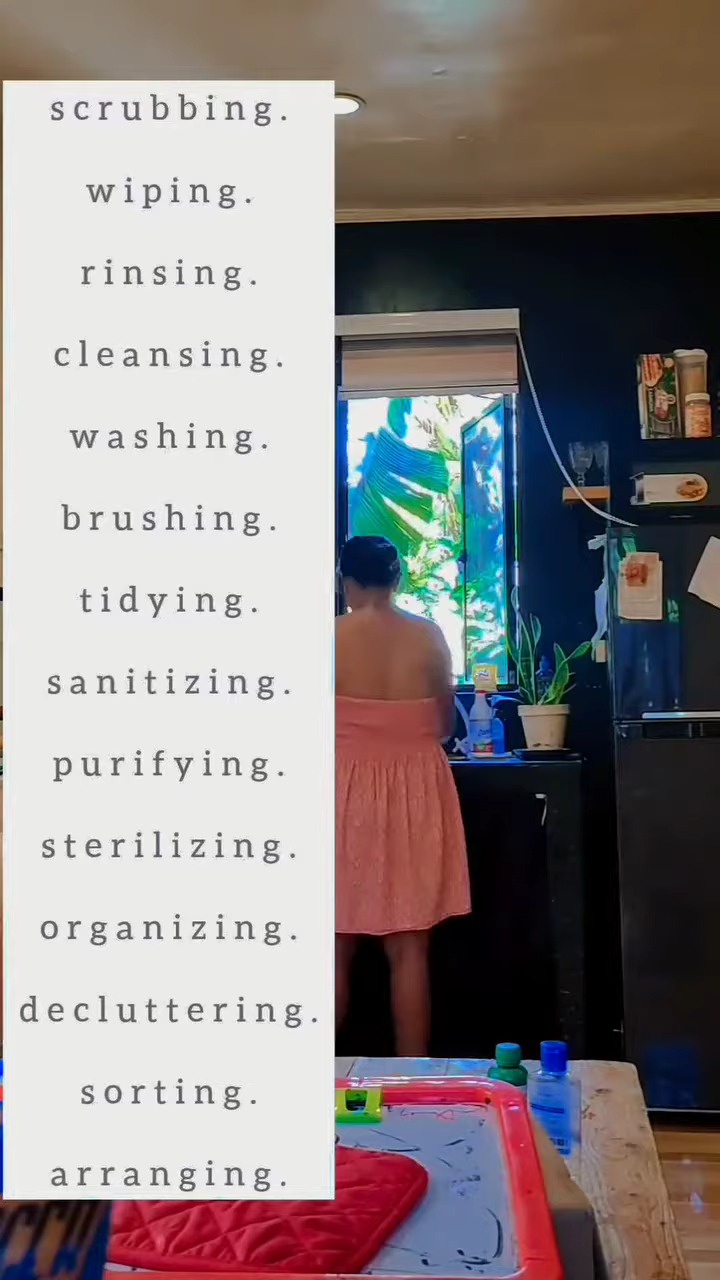 scrubbing.
wiping.
rinsing.
cleansing.
washing.
brushing.
tidying.
sanitizing.
purifying.
sterilizing.
organizing.
decluttering.
sorting.
arranging.